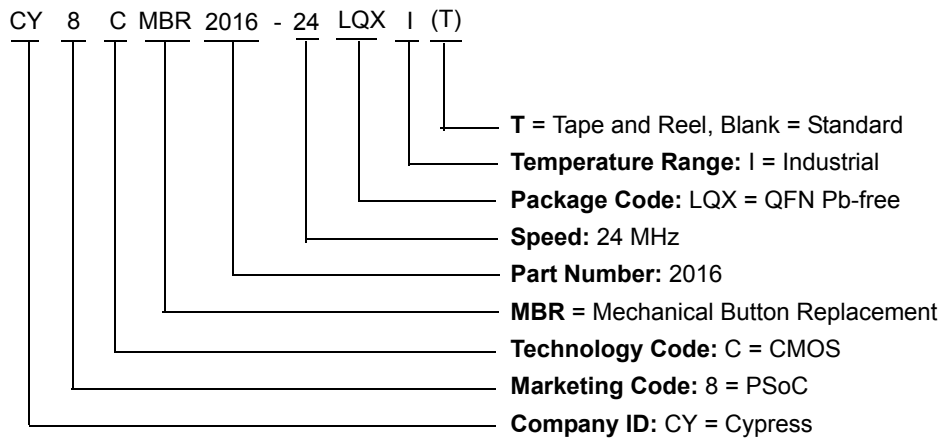 CY 8 C MBR 2016 - 24 LQX I (T)
T = Tape and Reel, Blank = Standard
Temperature Range: I = Industrial
Package Code: LQX = QFN Pb-free
Speed: 24 MHz
Part Number: 2016
MBR = Mechanical Button Replacement
Technology Code: C = CMOS
Marketing Code: 8 = PSoC
Company ID: CY = Cypress